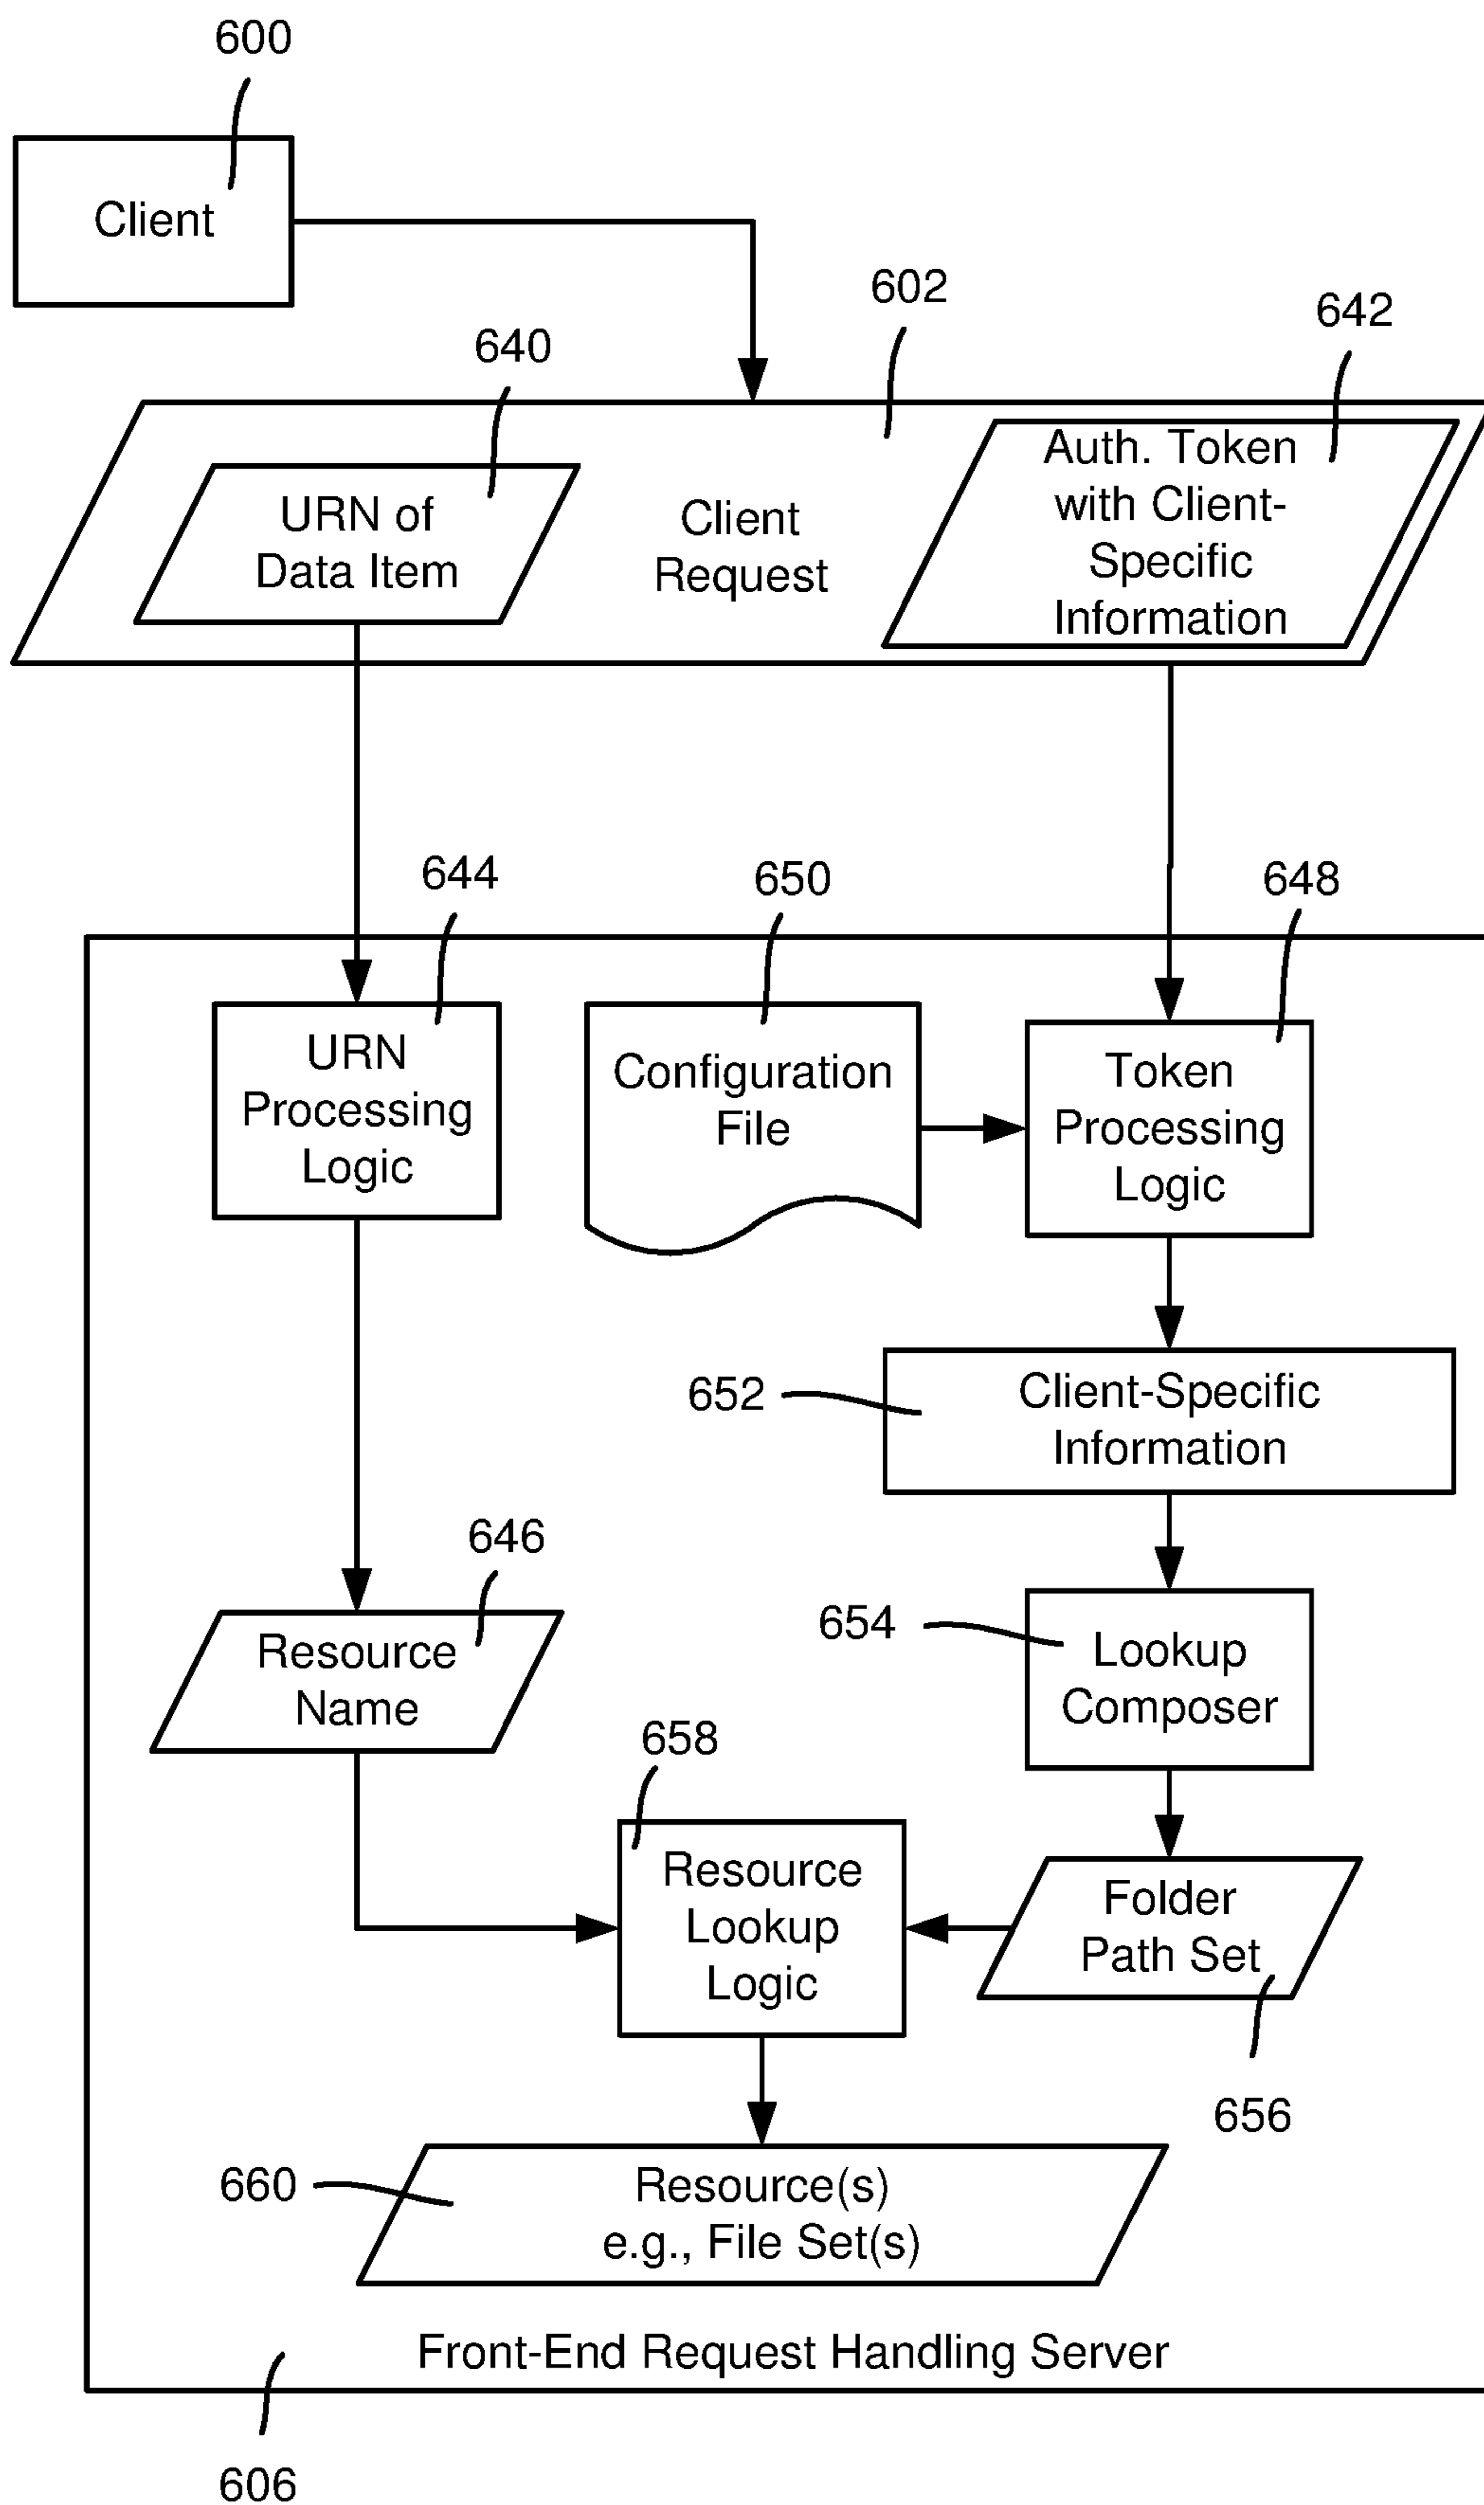 600
Client
602
642
640
Auth. Token
with Client-
Specific
Information
URN of
Data Item
Client
Request
644
650
648
URN
Processing
Logic
Configuration
File
Token
Processing
Logic
652
Client-Specific
Information
646
654
Resource
Name
Lookup
Composer
658
Resource
Lookup
Logic
Folder
Path Set
656
660
Resource(s)
e.g., File Set(s)
Front-End Request Handling Server
606